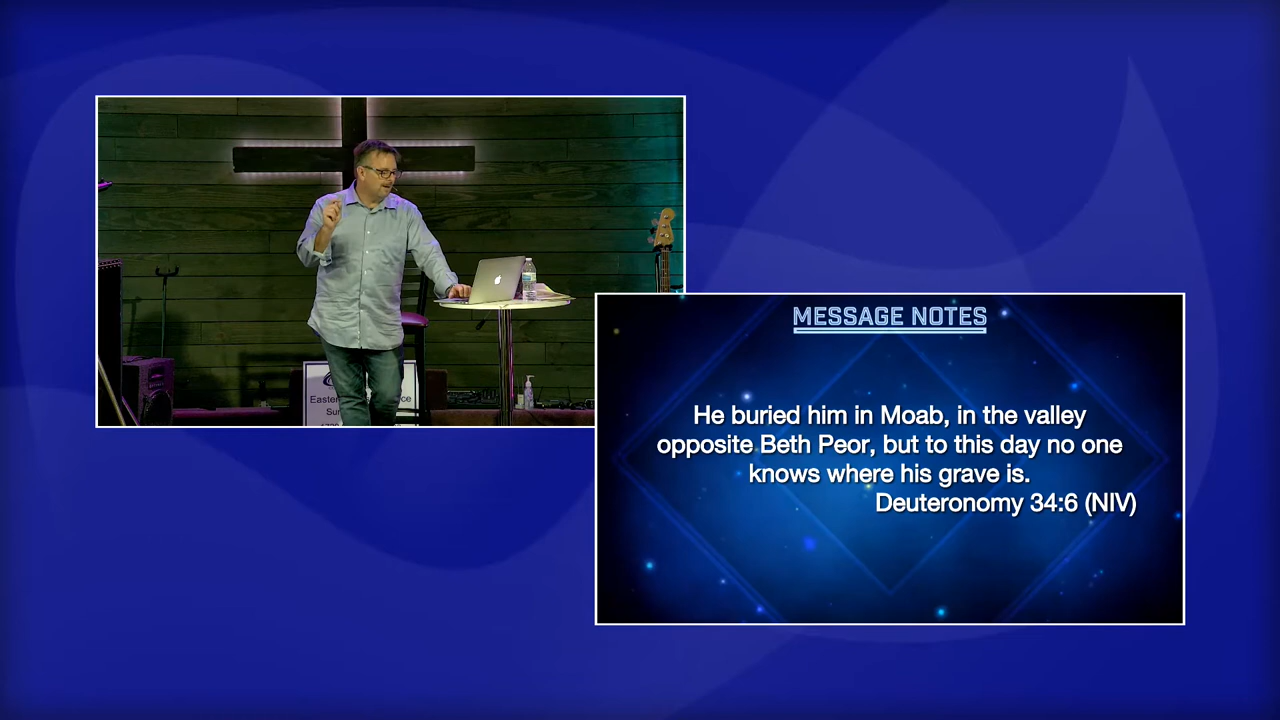 MESSAGE NOTES
He buried him in Moab, in the valley
opposite Beth Peor, but to this day no one
knows where his grave is.
Deuteronomy 34:6 (NIV)